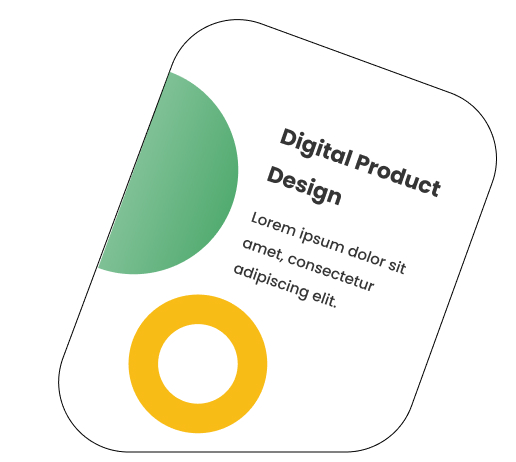 Digital Product
Design
Lorem ipsum dolor sit
amet, consectetur
adipiscing elit.